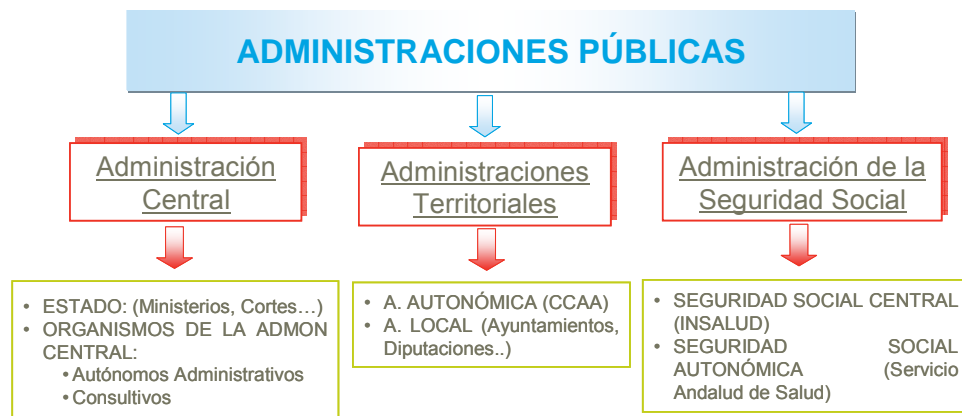 ADMINISTRACIONES PÚBLICAS
Administración
Central
Administraciones
Territoriales
Administración de la
Seguridad Social
• ESTADO: (Ministerios, Cortes…)
• ORGANISMOS DE LA ADMON
CENTRAL:
• Autónomos Administrativos
• Consultivos
• A. AUTONÓMICA (CCAA)
• A. LOCAL (Ayuntamientos,
Diputaciones..)
• SEGURIDAD SOCIAL CENTRAL
(INSALUD)
• SEGURIDAD SOCIAL
AUTONÓMICA (Servicio
Andalud de Salud)